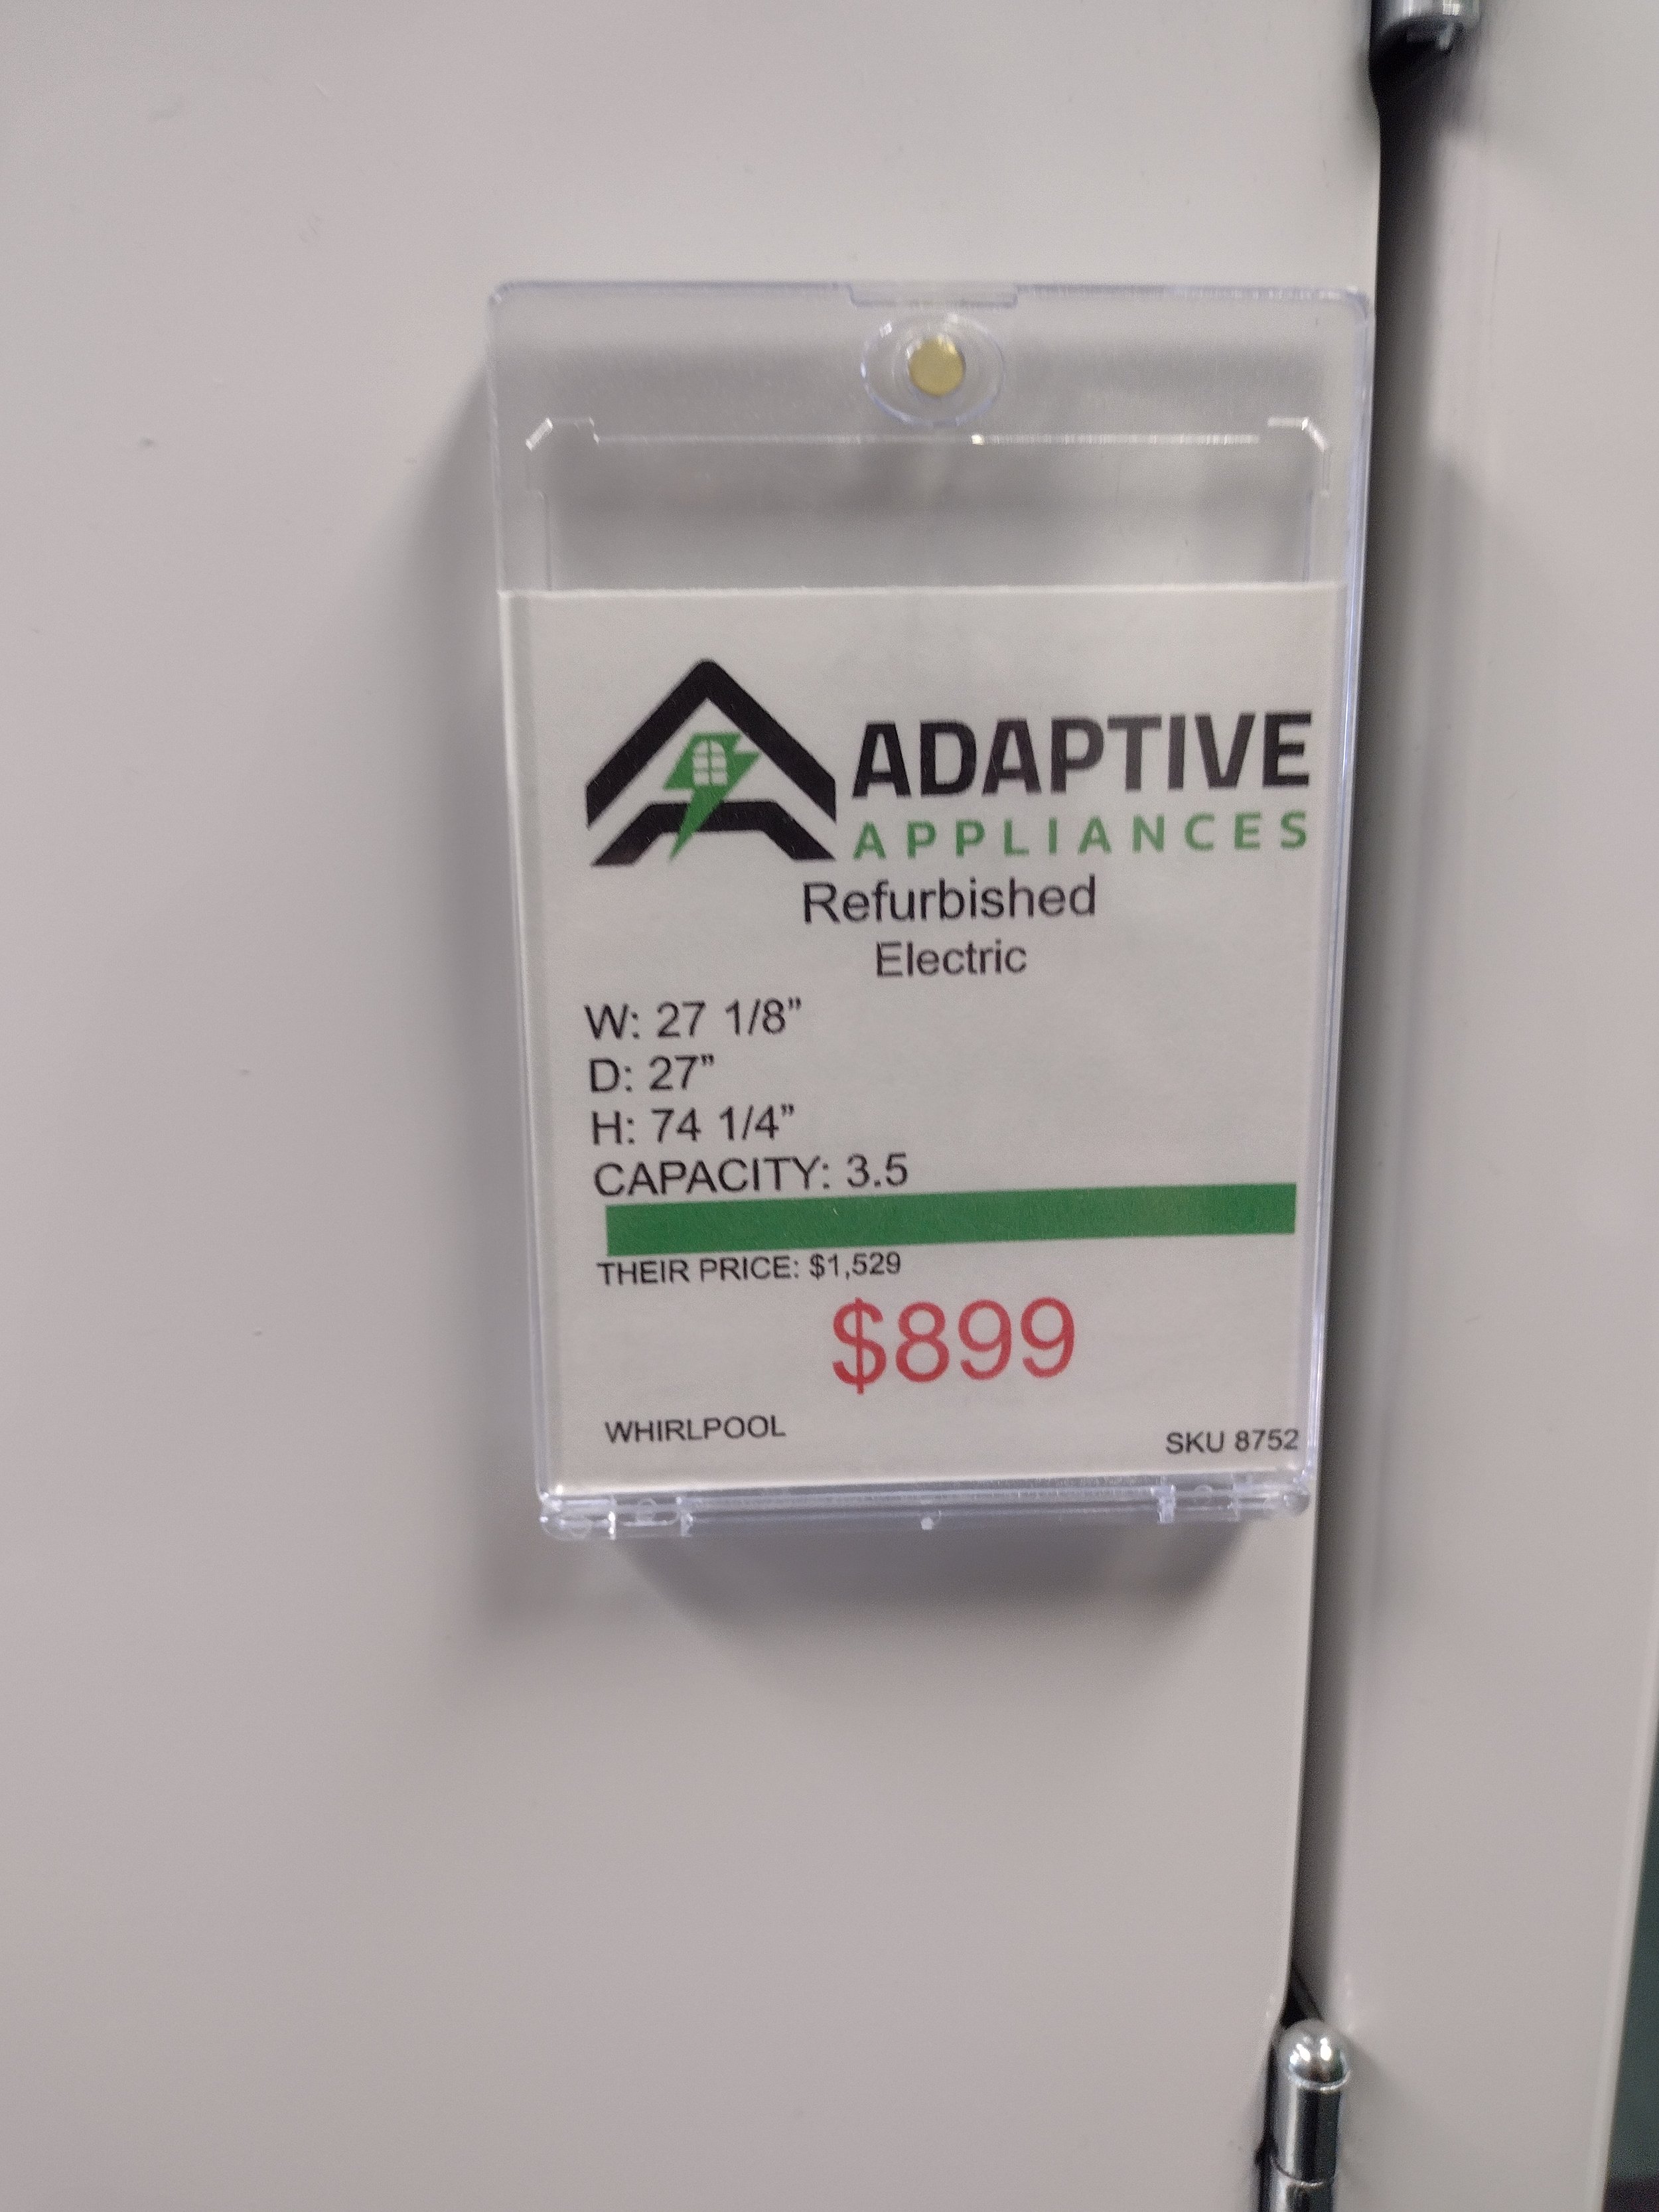 ADAPTIVE
APPLIANCES
Refurbished
Electric
W: 27 1/8”
D: 27”
H: 74 1/4”
CAPACITY: 3.5
THEIR PRICE: $1,529
$899
WHIRLPOOL SKU 8752